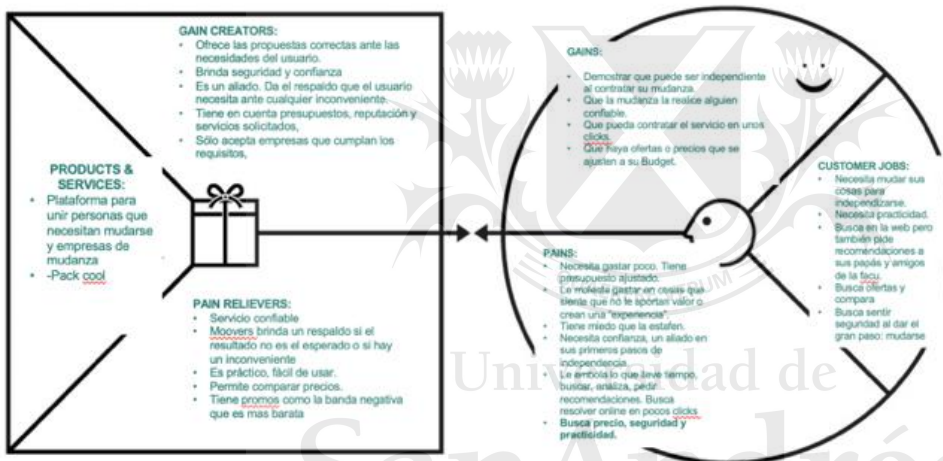 GAIN CREATORS:
• Ofrece las propuestas correctas ante las
necesidades del usuario.
• Brinda seguridad y confianza
• Es un aliado. Da el respaldo que el usuario
necesita ante cualquier inconveniente.
• Tiene en cuenta presupuestos, reputación y
servicios solicitados,
• Sólo acepta empresas que cumplan los
requisitos,
PRODUCTS &
SERVICES:
• Plataforma para
unir personas que
necesitan mudarse
y empresas de
mudanza
• -Pack cool
PAIN RELIEVERS:
• Servicio confiable
• Moovers brinda un respaldo si el
resultado no es el esperado o si hay
un inconveniente
• Es práctico, fácil de usar.
• Permite comparar precios.
• Tiene promos como la banda negativa
que es mas barata
GAINS:
• Demostrar que puede ser independiente
al contratar su mudanza.
• Que la mudanza la realice alguien
confiable.
• Que pueda contratar el servicio en unos
clicks.
• Que haya ofertas o precios que se
ajusten a su Budget.
PAINS:
• Necesita gastar poco. Tiene
presupuesto ajustado.
• Le molesta gastar en cosas que
siente que no le aportan valor o
crean una "experiencia".
• Tiene miedo que la estafen.
• Necesita confianza, un aliado en
sus primeros pasos de
independencia
• Le embola lo que lleve tiempo,
buscar, analiza, pedir
recomendaciones. Busca
resolver online en pocos clicks
• Busca precio, seguridad y
practicidad.
CUSTOMER JOBS:
• Necesita mudar sus
cosas para
independizarse.
• Necesita practicidad.
• Busca en la web pero
también pide
recomendaciones a
sus papás y amigos
de la facu.
• Busca ofertas y
compara
• Busca sentir
seguridad al dar el
gran paso: mudarse
Universidad de
SanAndrés